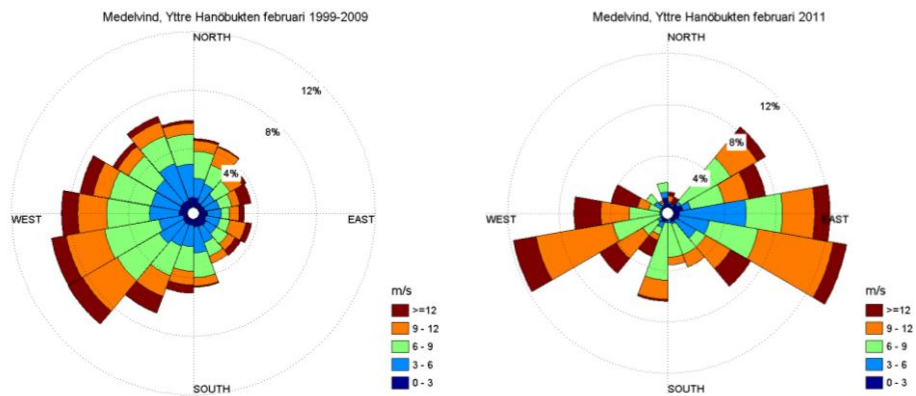 Medelvind, Yttre Hanöbukten februari 1999-2009
NORTH
12%
8%
4%
WEST
EAST
SOUTH
m/s
>=12
9 - 12
6 - 9
3 - 6
0 - 3
Medelvind, Yttre Hanöbukten februari 2011
NORTH
12%
8%
4%
WEST
EAST
SOUTH
m/s
>=12
9 - 12
6 - 9
3 - 6
0 - 3